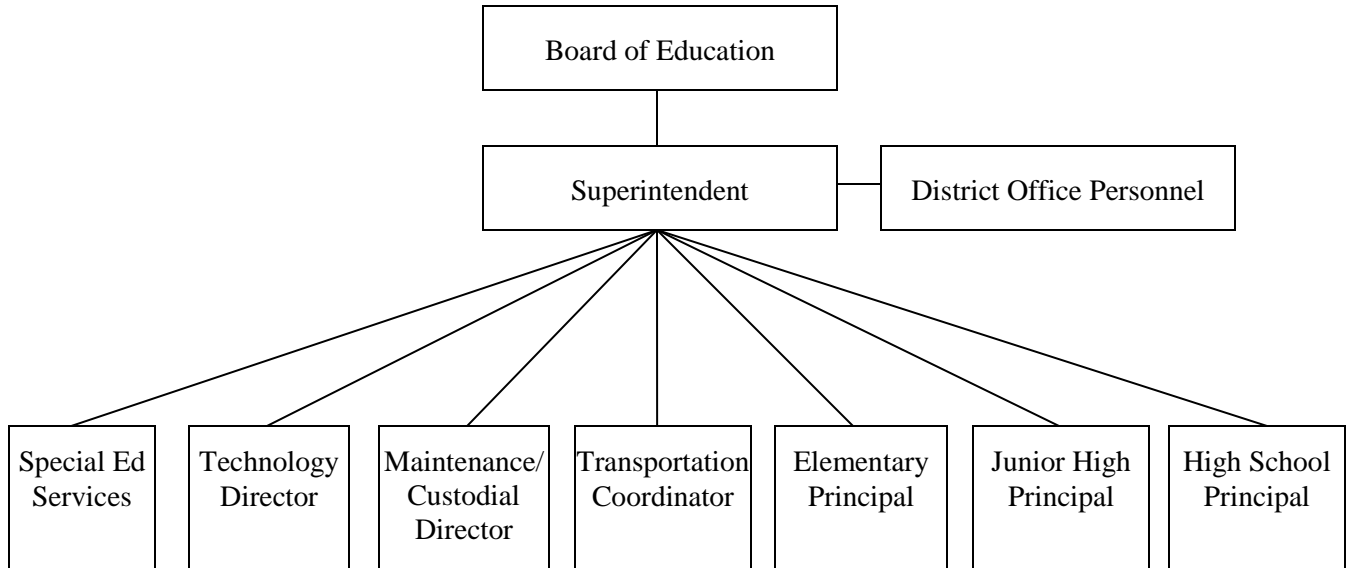 Board of Education
Superintendent
District Office Personnel
Special Ed
Services
Technology
Director
Maintenance/
Custodial
Director
Transportation
Coordinator
Elementary
Principal
Junior High
Principal
High School
Principal